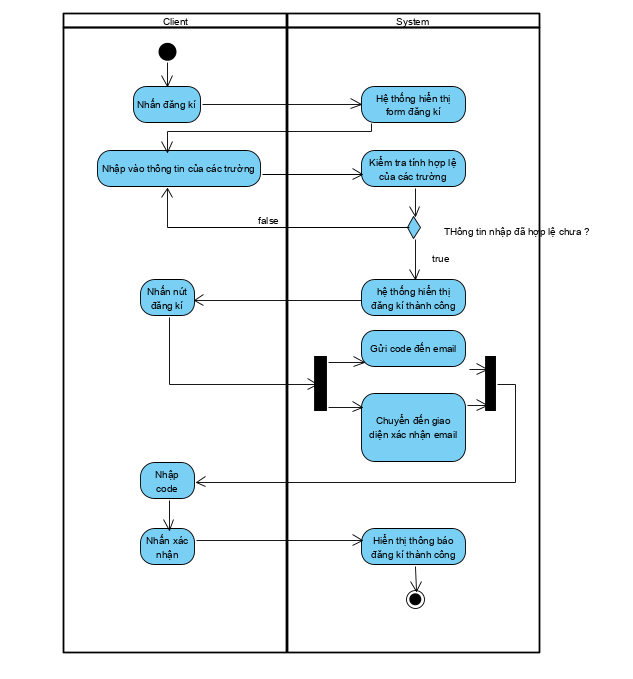 Client
System
Nhấn đăng kí
Hệ thống hiển thị
form đăng kí
Nhập vào thông tin của các trường
Kiểm tra tính hợp lệ
của các trường
false
THông tin nhập đã hợp lệ chưa ?
true
Nhấn nút
đăng kí
hệ thống hiển thị
đăng kí thành công
Gửi code đến email
Chuyển đến giao
diện xác nhận email
Nhập
code
Nhấn xác
nhận
Hiển thị thông báo
đăng kí thành công